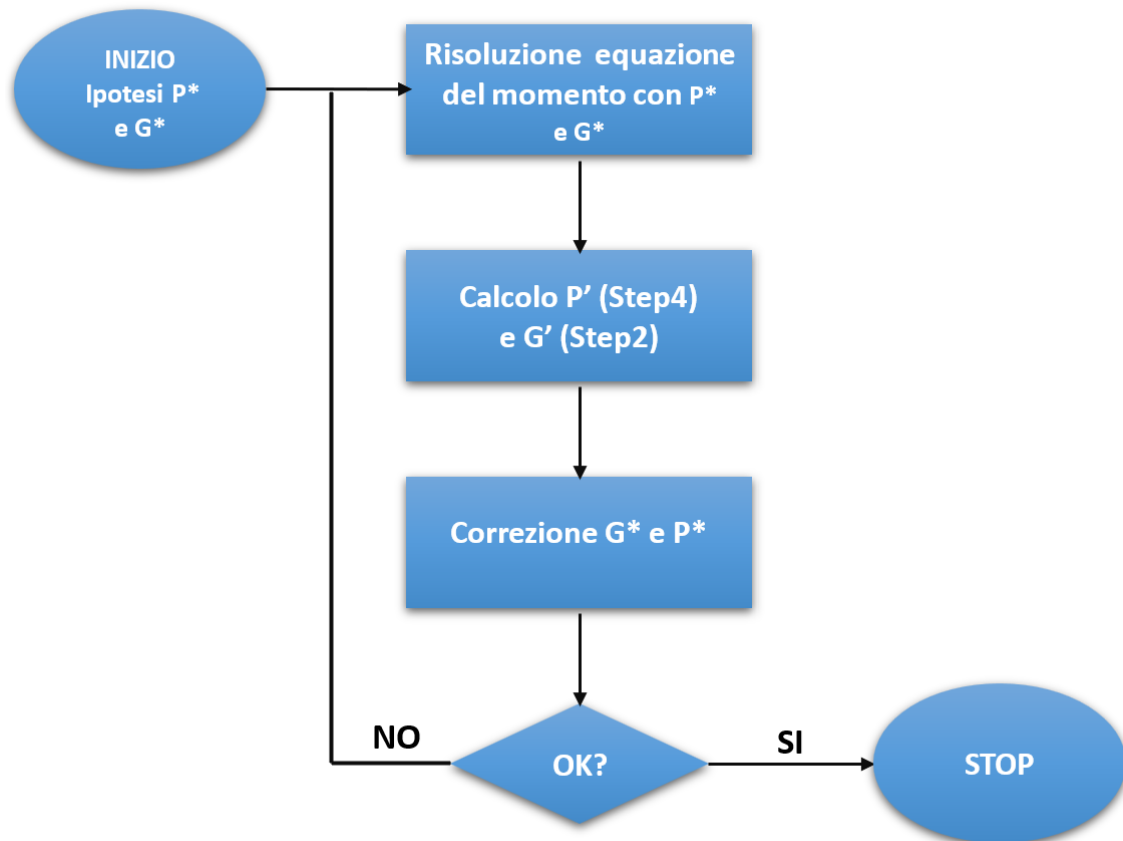 INIZIO
Ipotesi P*
e G*
Risoluzione equazione
del momento con P*
e G*
Calcolo P’ (Step4)
e G’ (Step2)
Correzione G* e P*
NO
OK?
SI
STOP